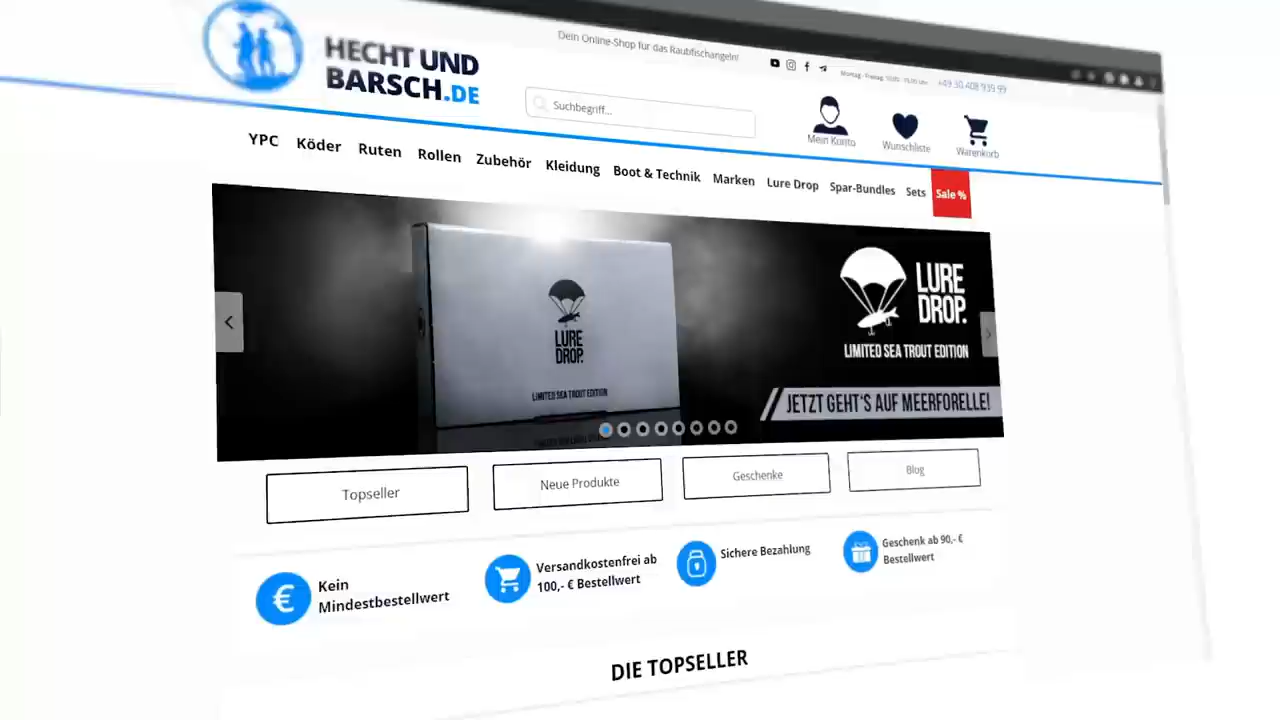 Dein Online-Shop für das Raubfischangeln!
HECHT UND
BARSCH.DE
Suchbegriff...
Mein Konto
Wunschliste
Warenkorb
YPC Köder Ruten Rollen Zubehör Kleidung Boot & Technik Marken Lure Drop Spar-Bundles Sets Sale %
LURE
DROP.
LIMITED SEA TROUT EDITION
LURE
DROP.
LIMITED SEA TROUT EDITION
JETZT GEHT'S AUF MEERFORELLE!
Topseller
Neue Produkte
Geschenke
Blog
Kein
Mindestbestellwert
Versandkostenfrei ab
100,- € Bestellwert
Sichere Bezahlung
Geschenk ab 90,- €
Bestellwert
DIE TOPSELLER